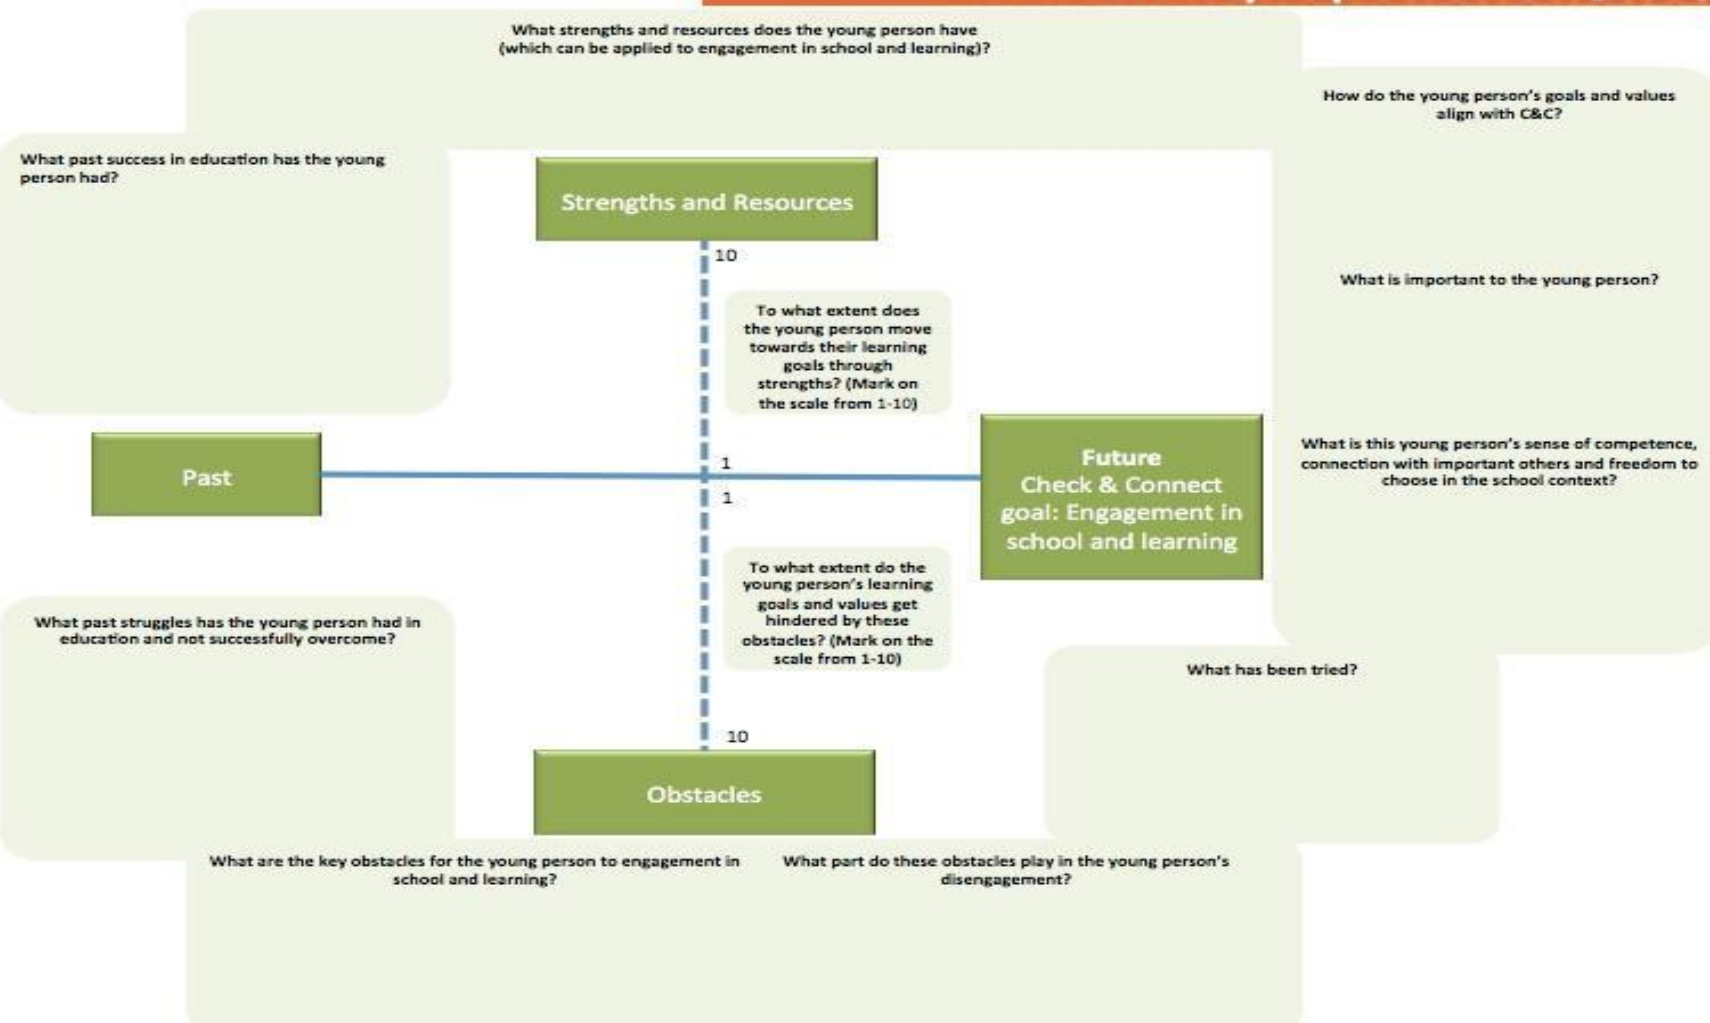 What strengths and resources does the young person have
(which can be applied to engagement in school and learning)?
How do the young person's goals and values
align with C&C?
What past success in education has the young
person had?
Strengths and Resources
10
What is important to the young person?
To what extent does
the young person move
towards their learning
goals through
strengths? (Mark on
the scale from 1-10)
What is this young person's sense of competence,
connection with important others and freedom to
choose in the school context?
Past
1
1
Future
Check & Connect
goal: Engagement in
school and learning
To what extent do the
young person's learning
goals and values get
hindered by these
obstacles? (Mark on the
scale from 1-10)
What past struggles has the young person had in
education and not successfully overcome?
What has been tried?
10
Obstacles
What are the key obstacles for the young person to engagement in
school and learning?
What part do these obstacles play in the young person's
disengagement?